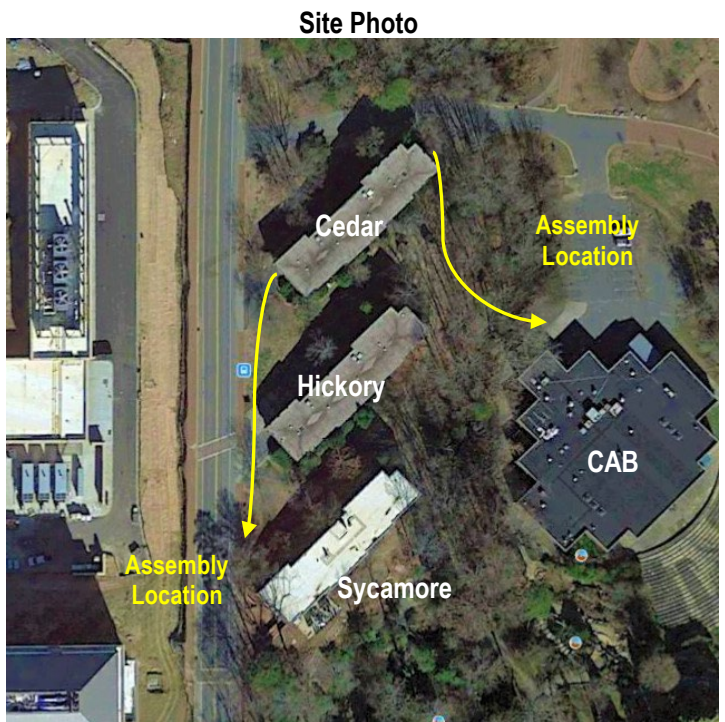 Site Photo
Cedar
Assembly
Location
Hickory
CAB
Assembly
Location
Sycamore